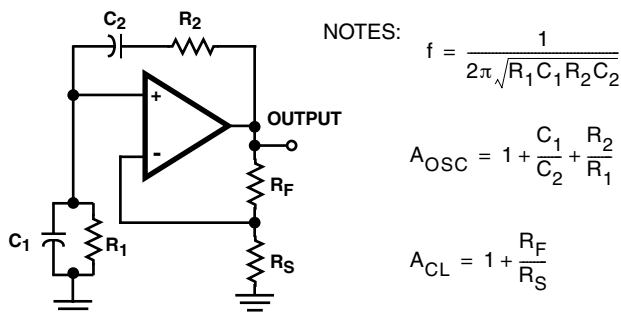 C2
R2
NOTES:
f = 1 / 2π√R1C1R2C2
+
OUTPUT
-
AOSC = 1 + C1/C2 + R2/R1
RF
C1
R1
RS
ACL = 1 + RF/RS